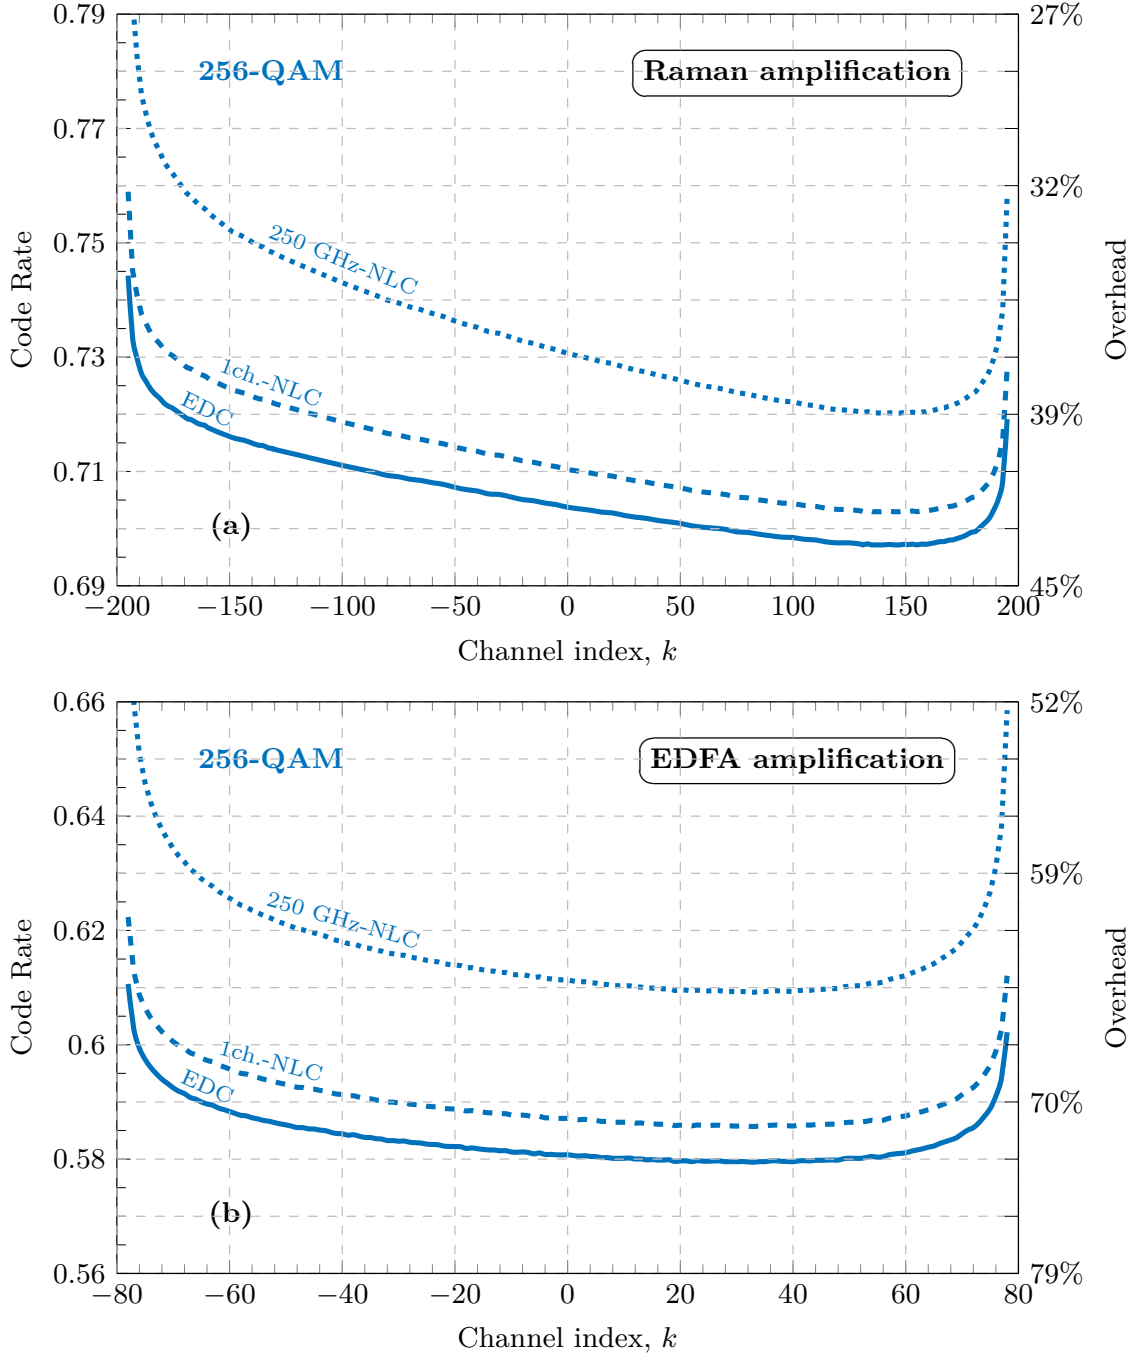 0.79
27%
256-QAM
Raman amplification
0.77
32%
0.75
250 GHz-NLC
Code Rate
Overhead
0.73
1ch.-NLC
EDC
39%
0.71
(a)
0.69
45%
−200 −150 −100 −50 0 50 100 150 200
Channel index, k
0.66
52%
256-QAM
EDFA amplification
0.64
59%
250 GHz-NLC
0.62
Code Rate
Overhead
0.6
1ch.-NLC
EDC
70%
0.58
(b)
0.56
79%
−80 −60 −40 −20 0 20 40 60 80
Channel index, k